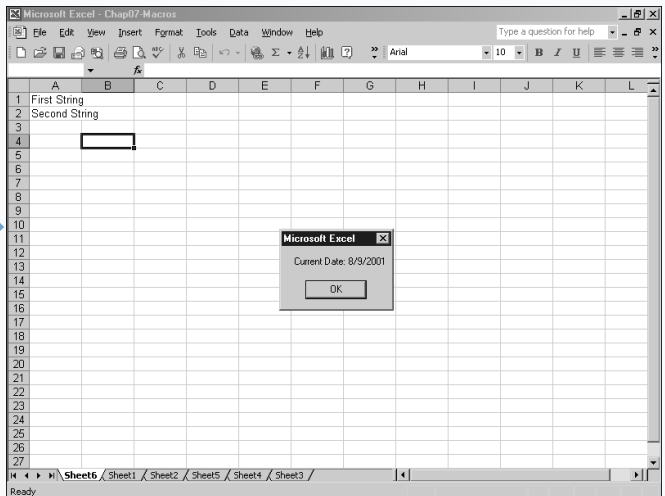 Microsoft Excel - Chap07-Macros
File Edit View Insert Format Tools Data Window Help Type a question for help
Arial 10 B I U
fx
A B C D E F G H I J K L
1 First String
2 Second String
3
4
5
6
7
8
9
10
11
12
13
14
15
16
17
18
19
20
21
22
23
24
25
26
27
Microsoft Excel
Current Date: 8/9/2001
OK
Sheet6 Sheet1 Sheet2 Sheet5 Sheet4 Sheet3
Ready